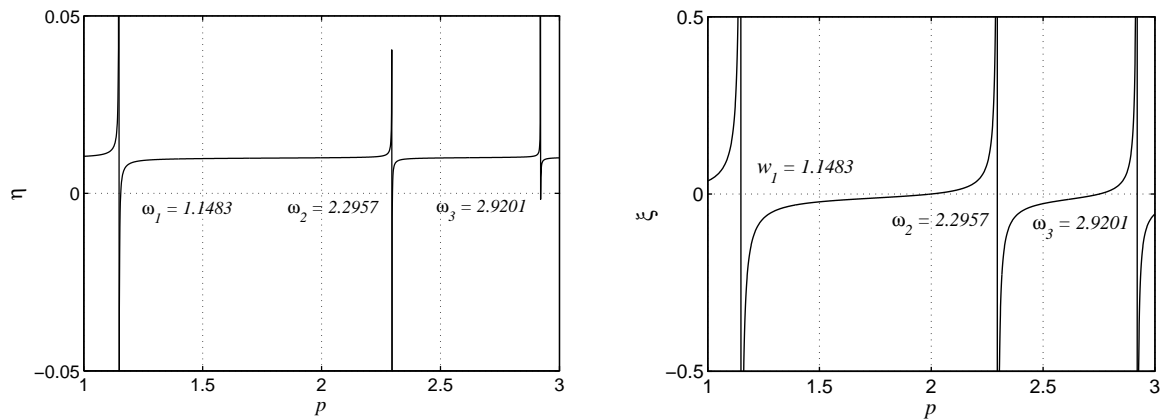 0.05
η
0
−0.05
1
1.5
2
2.5
3
p
ω₁ = 1.1483
ω₂ = 2.2957
ω₃ = 2.9201
0.5
ξ
0
−0.5
1
1.5
2
2.5
3
p
w₁ = 1.1483
ω₂ = 2.2957
ω₃ = 2.9201